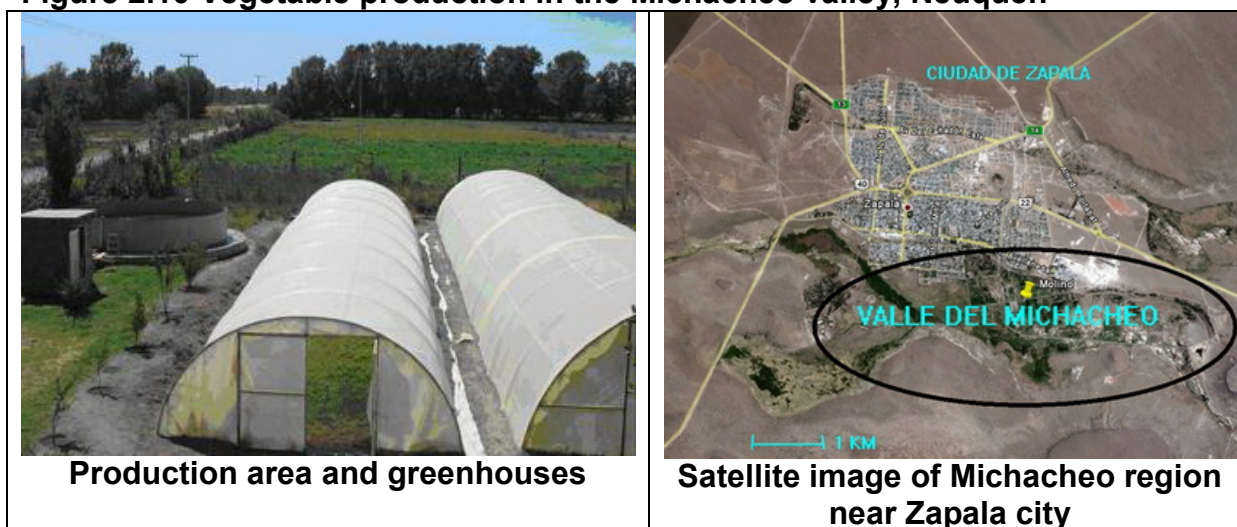 Figure 2.10 Vegetable production in the Michacheo valley, Neuquén
CIUDAD DE ZAPALA
13
14
40
Zapala
22
Molino
VALLE DEL MICHACHEO
1 KM
Production area and greenhouses
Satellite image of Michacheo region
near Zapala city